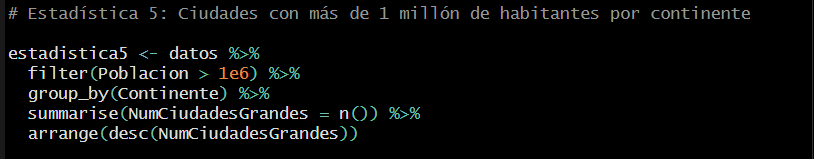 # Estadística 5: Ciudades con más de 1 millón de habitantes por continente
estadistica5 <- datos %>%
filter(Poblacion > 1e6) %>%
group_by(Continente) %>%
summarise(NumCiudadesGrandes = n()) %>%
arrange(desc(NumCiudadesGrandes))